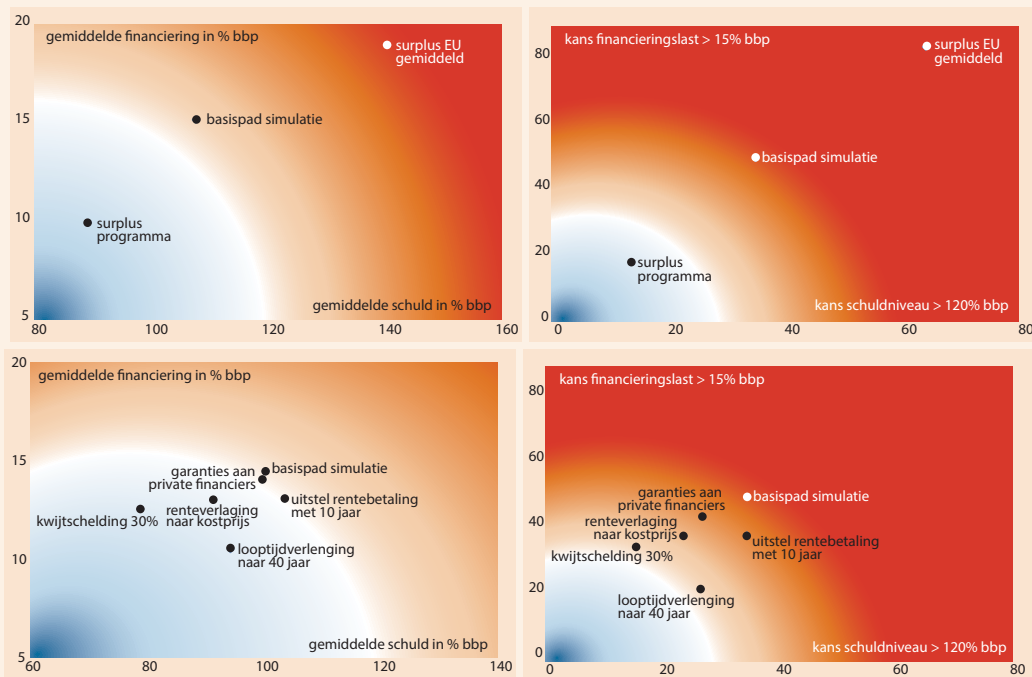 20
gemiddelde financiering in % bbp
surplus EU
gemiddeld
15
basispad simulatie
10
surplus
programma
gemiddelde schuld in % bbp
5
80
100
120
140
160
kans financieringslast > 15% bbp
80
surplus EU
gemiddeld
60
basispad simulatie
40
20
surplus
programma
kans schuldniveau > 120% bbp
0
0
20
40
60
80
20
gemiddelde financiering in % bbp
15
garanties aan
private financiers
basispad simulatie
kwijtschelding 30%
renteverlaging
naar kostprijs
uitstel rentebetaling
met 10 jaar
10
looptijdverlenging
naar 40 jaar
gemiddelde schuld in % bbp
5
60
80
100
120
140
kans financieringslast > 15% bbp
80
60
garanties aan
private financiers
basispad simulatie
40
renteverlaging
naar kostprijs
kwijtschelding 30%
uitstel rentebetaling
met 10 jaar
20
looptijdverlenging
naar 40 jaar
kans schuldniveau > 120% bbp
0
0
20
40
60
80